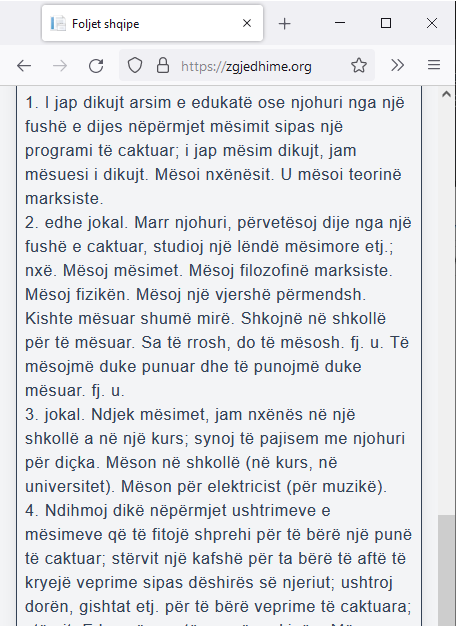 Foljet shqipe
https://zgjedhime.org
1. I jap dikujt arsim e edukatë ose njohuri nga një
fushë e dijes nëpërmjet mësimit sipas një
programi të caktuar; i jap mësim dikujt, jam
mësuesi i dikujt. Mësoi nxënësit. U mësoi teorinë
marksiste.
2. edhe jokal. Marr njohuri, përvetësoj dije nga një
fushë e caktuar, studioj një lëndë mësimore etj.;
nxë. Mësoj mësimet. Mësoj filozofinë marksiste.
Mësoj fizikën. Mësoj një vjershë përmendsh.
Kishte mësuar shumë mirë. Shkojnë në shkollë
për të mësuar. Sa të rrosh, do të mësosh. fj. u. Të
mësojmë duke punuar dhe të punojmë duke
mësuar. fj. u.
3. jokal. Ndjek mësimet, jam nxënës në një
shkollë a në një kurs; synoj të pajisem me njohuri
për diçka. Mëson në shkollë (në kurs, në
universitet). Mëson për elektricist (për muzikë).
4. Ndihmoj dikë nëpërmjet ushtrimeve e
mësimeve që të fitojë shprehi për të bërë një punë
të caktuar; stërvit një kafshë për ta bërë të aftë të
kryejë veprime sipas dëshirës së njeriut; ushtroj
dorën, gishtat etj. për të bërë veprime të caktuara;